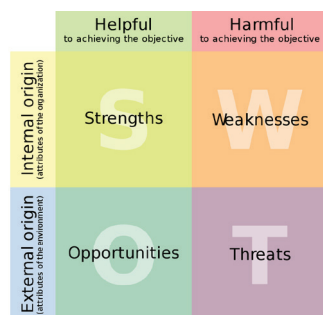 Helpful
to achieving the objective
Harmful
to achieving the objective
Internal origin
(attributes of the organization)
S
Strengths
W
Weaknesses
External origin
(attributes of the environment)
O
Opportunities
T
Threats